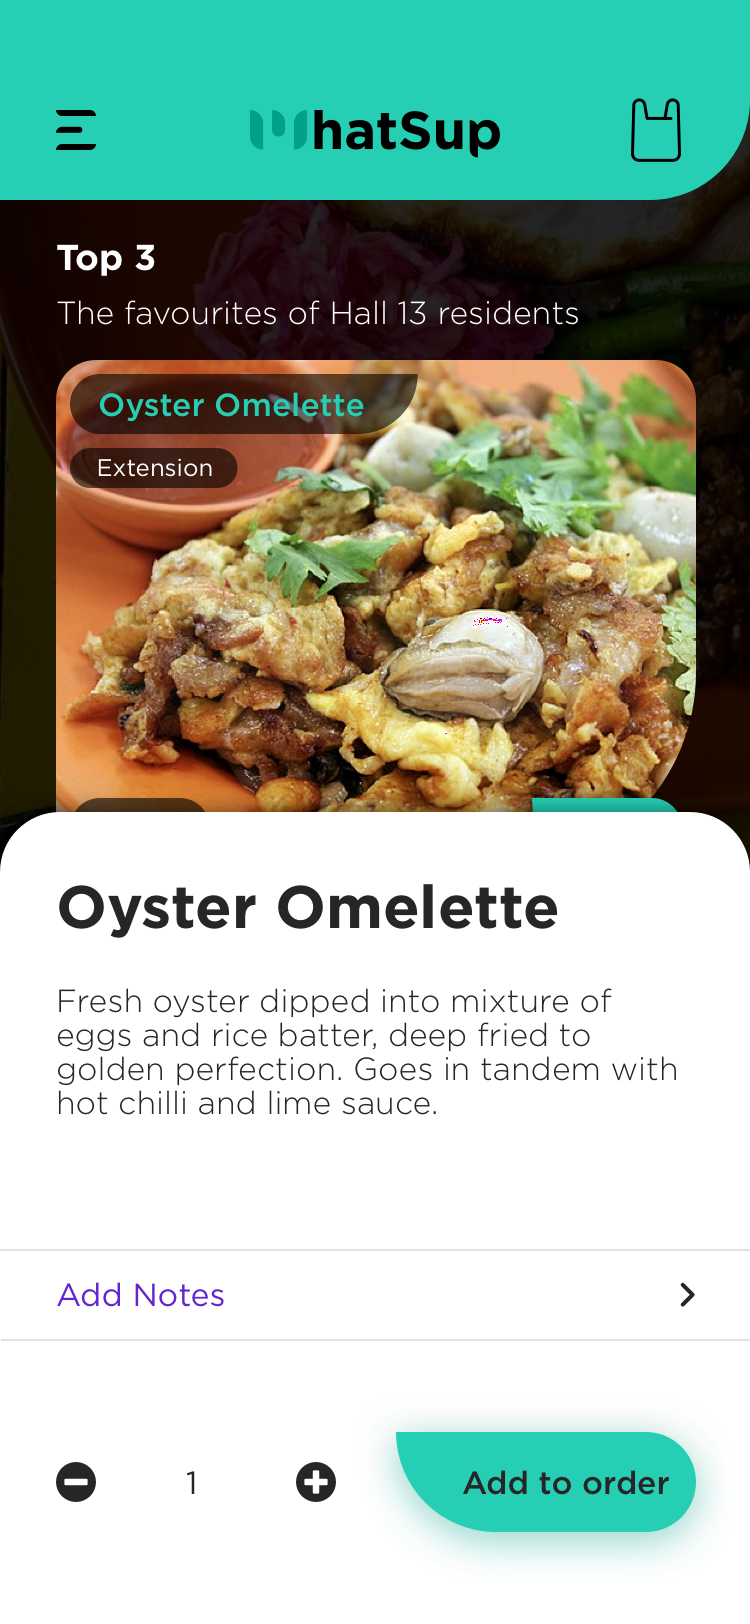 WhatSup
Top 3
The favourites of Hall 13 residents
Oyster Omelette
Extension
Oyster Omelette
Fresh oyster dipped into mixture of
eggs and rice batter, deep fried to
golden perfection. Goes in tandem with
hot chilli and lime sauce.
Add Notes
1
Add to order